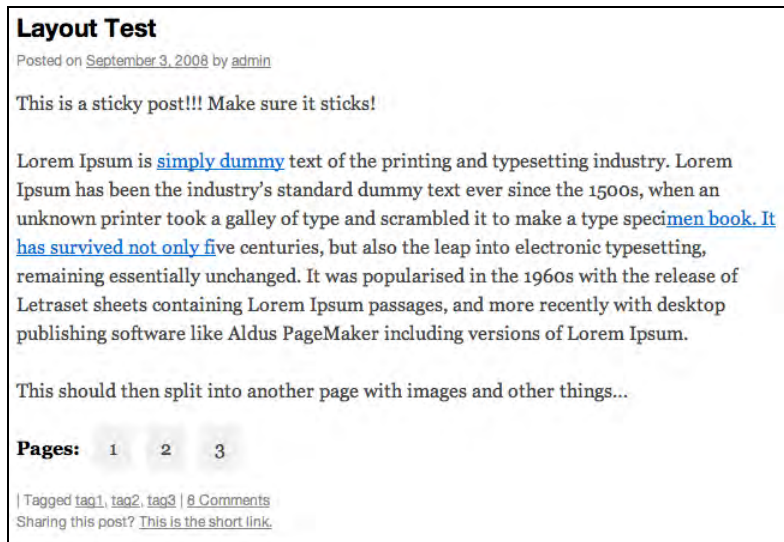 Layout Test
Posted on September 3, 2008 by admin
This is a sticky post!!! Make sure it sticks!
Lorem Ipsum is simply dummy text of the printing and typesetting industry. Lorem
Ipsum has been the industry's standard dummy text ever since the 1500s, when an
unknown printer took a galley of type and scrambled it to make a type specimen book. It
has survived not only five centuries, but also the leap into electronic typesetting,
remaining essentially unchanged. It was popularised in the 1960s with the release of
Letraset sheets containing Lorem Ipsum passages, and more recently with desktop
publishing software like Aldus PageMaker including versions of Lorem Ipsum.
This should then split into another page with images and other things...
Pages: 1 2 3
| Tagged tag1, tag2, tag3 | 6 Comments
Sharing this post? This is the short link.